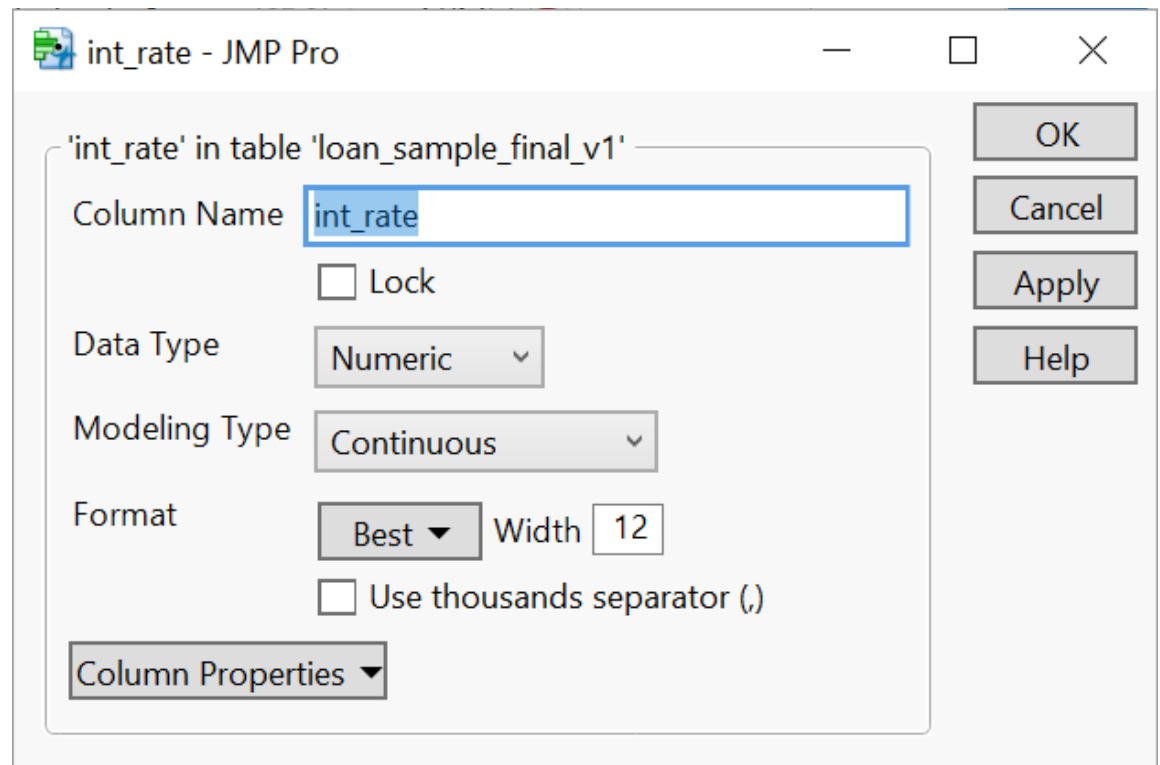 int_rate - JMP Pro
'int_rate' in table 'loan_sample_final_v1'
OK
Column Name int_rate
Cancel
Lock
Apply
Data Type Numeric
Help
Modeling Type Continuous
Format Best Width 12
Use thousands separator (,)
Column Properties